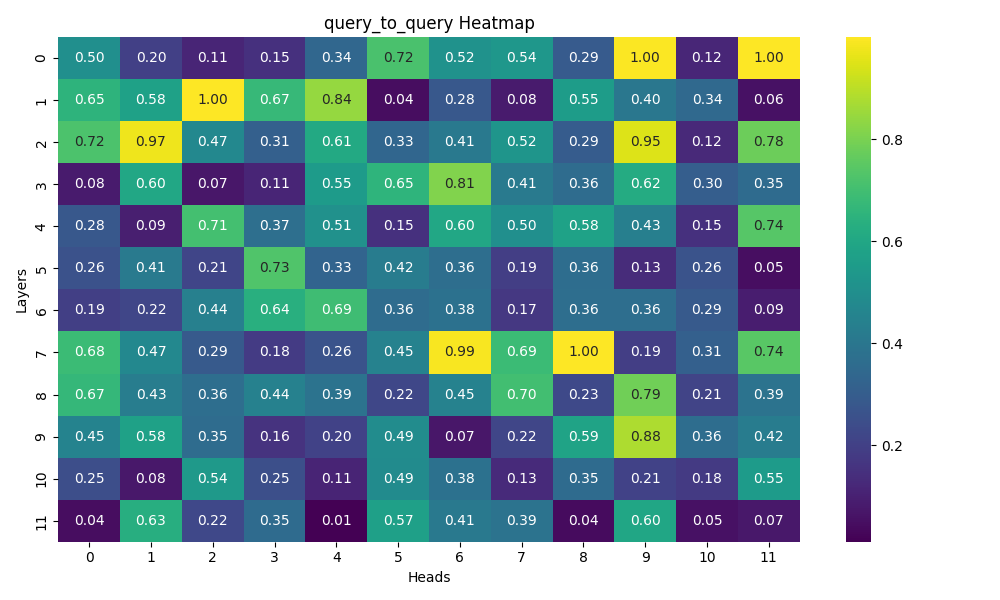 query_to_query Heatmap
0 0.50 0.20 0.11 0.15 0.34 0.72 0.52 0.54 0.29 1.00 0.12 1.00
1 0.65 0.58 1.00 0.67 0.84 0.04 0.28 0.08 0.55 0.40 0.34 0.06
2 0.72 0.97 0.47 0.31 0.61 0.33 0.41 0.52 0.29 0.95 0.12 0.78
3 0.08 0.60 0.07 0.11 0.55 0.65 0.81 0.41 0.36 0.62 0.30 0.35
4 0.28 0.09 0.71 0.37 0.51 0.15 0.60 0.50 0.58 0.43 0.15 0.74
5 0.26 0.41 0.21 0.73 0.33 0.42 0.36 0.19 0.36 0.13 0.26 0.05
6 0.19 0.22 0.44 0.64 0.69 0.36 0.38 0.17 0.36 0.36 0.29 0.09
7 0.68 0.47 0.29 0.18 0.26 0.45 0.99 0.69 1.00 0.19 0.31 0.74
8 0.67 0.43 0.36 0.44 0.39 0.22 0.45 0.70 0.23 0.79 0.21 0.39
9 0.45 0.58 0.35 0.16 0.20 0.49 0.07 0.22 0.59 0.88 0.36 0.42
10 0.25 0.08 0.54 0.25 0.11 0.49 0.38 0.13 0.35 0.21 0.18 0.55
11 0.04 0.63 0.22 0.35 0.01 0.57 0.41 0.39 0.04 0.60 0.05 0.07
0 1 2 3 4 5 6 7 8 9 10 11
Heads
Layers
0.8
0.6
0.4
0.2